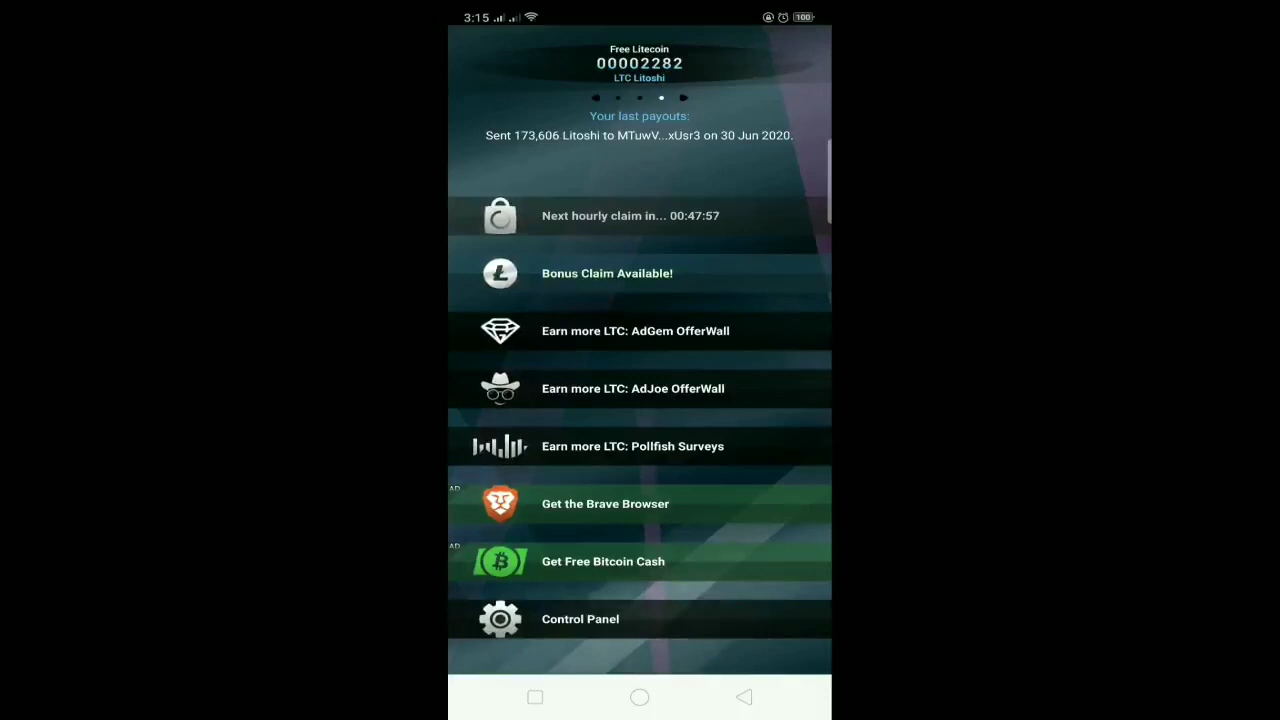 3:15
100
Free Litecoin
00002282
LTC Litoshi
Your last payouts:
Sent 173,606 Litoshi to MTuwV...xUsr3 on 30 Jun 2020.
Next hourly claim in... 00:47:57
Bonus Claim Available!
Earn more LTC: AdGem OfferWall
Earn more LTC: AdJoe OfferWall
Earn more LTC: Pollfish Surveys
AD
Get the Brave Browser
AD
Get Free Bitcoin Cash
Control Panel